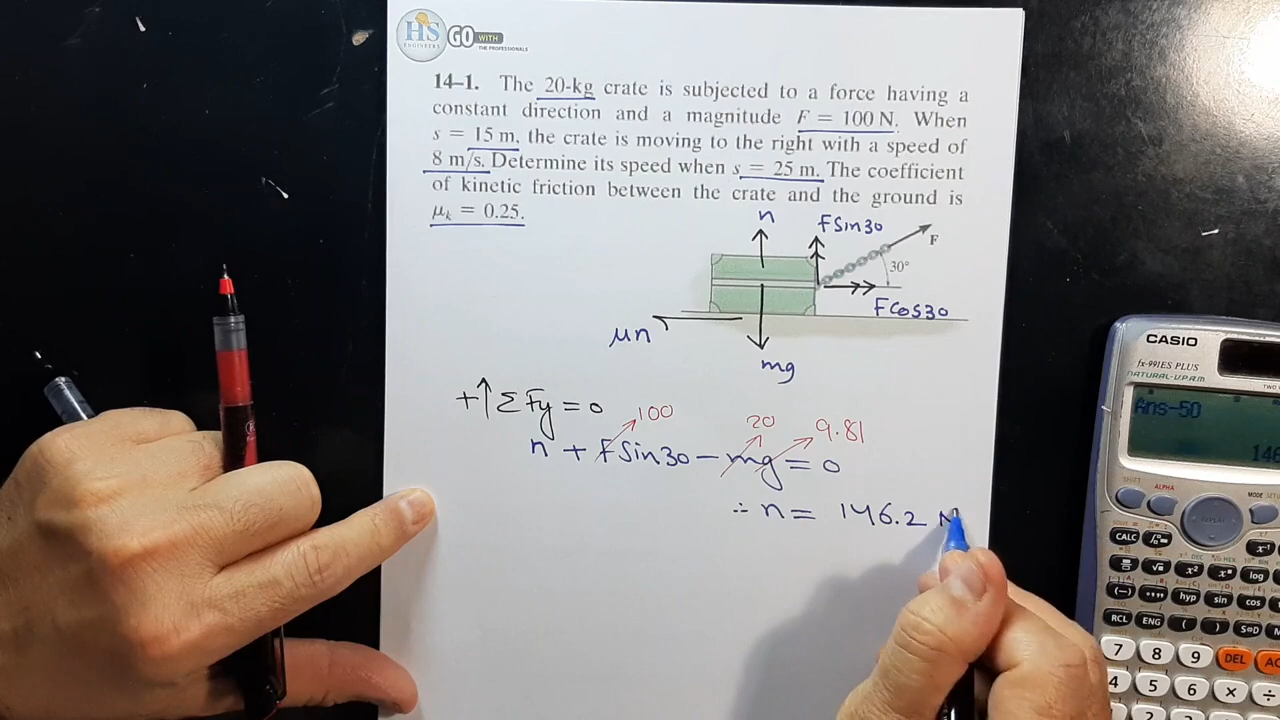 HS
ENGINEERS
GO WITH
THE PROFESSIONALS
14–1. The 20-kg crate is subjected to a force having a
constant direction and a magnitude F = 100 N. When
s = 15 m, the crate is moving to the right with a speed of
8 m/s. Determine its speed when s = 25 m. The coefficient
of kinetic friction between the crate and the ground is
μk = 0.25.
n
FSin30
F
30°
FCos30
μn
mg
+↑ΣFy = 0
100
20
9.81
n + FSin30 − mg = 0
∴ n = 146.2 N
CASIO
fx-991ES PLUS
NATURAL-V.P.A.M.
Ans-50
146
SHIFT
ALPHA
REPLAY
MODE
CALC
x⁻¹
x²
log
(−)
hyp
sin
cos
RCL
ENG
(
)
S⇔D
7 8 9 DEL AC
4 5 6 × ÷